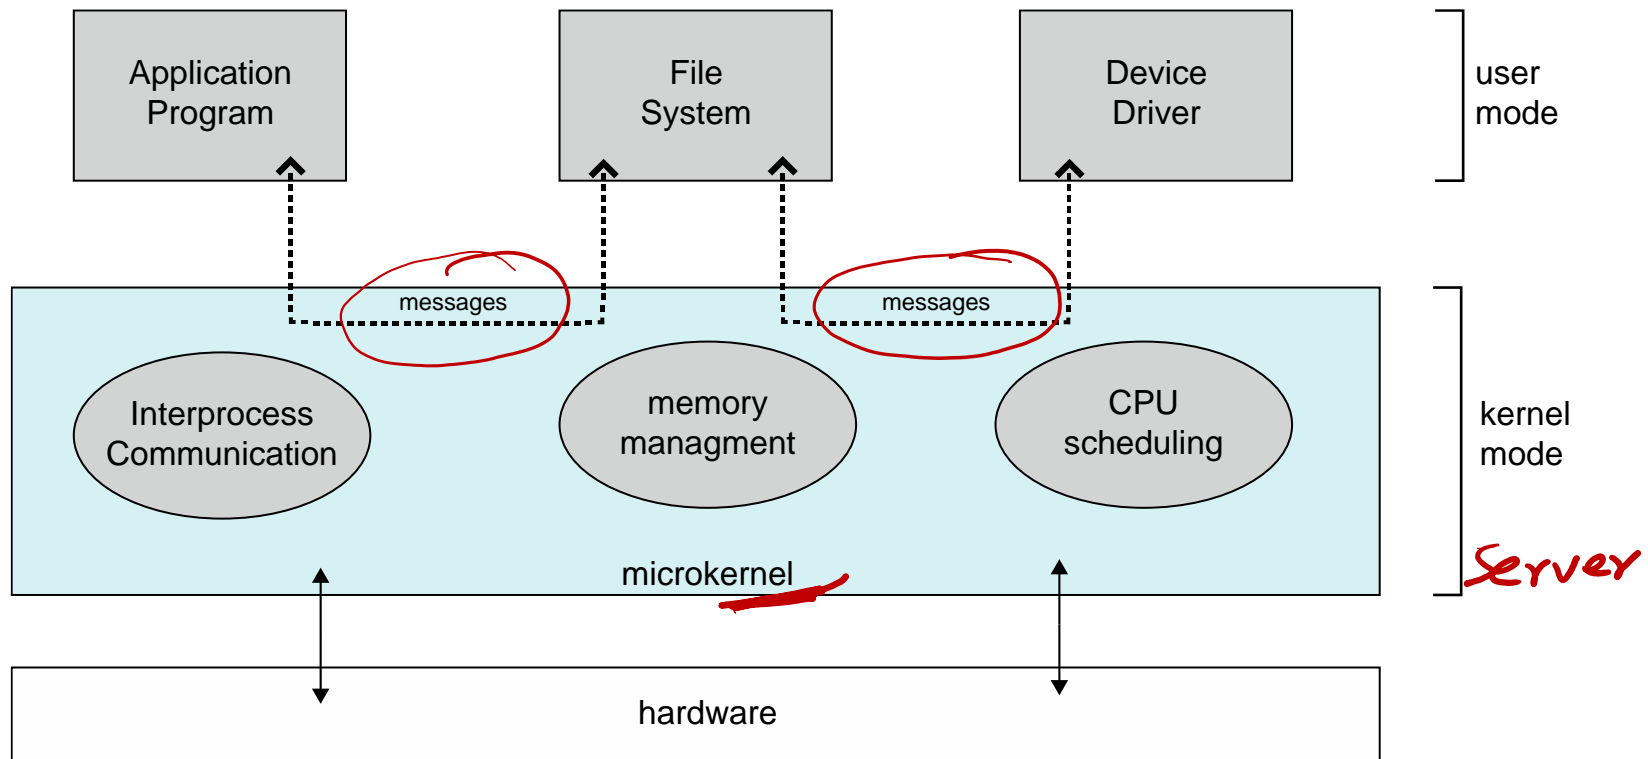 Application
Program
File
System
Device
Driver
user
mode
messages
messages
Interprocess
Communication
memory
managment
CPU
scheduling
kernel
mode
microkernel
Server
hardware